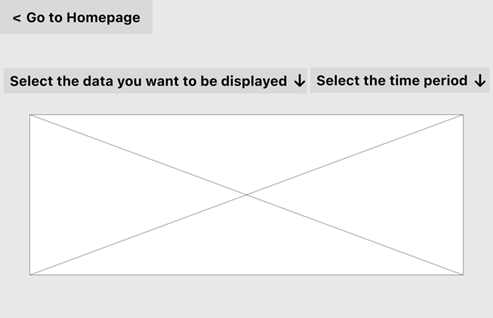 < Go to Homepage
Select the data you want to be displayed ↓ Select the time period ↓